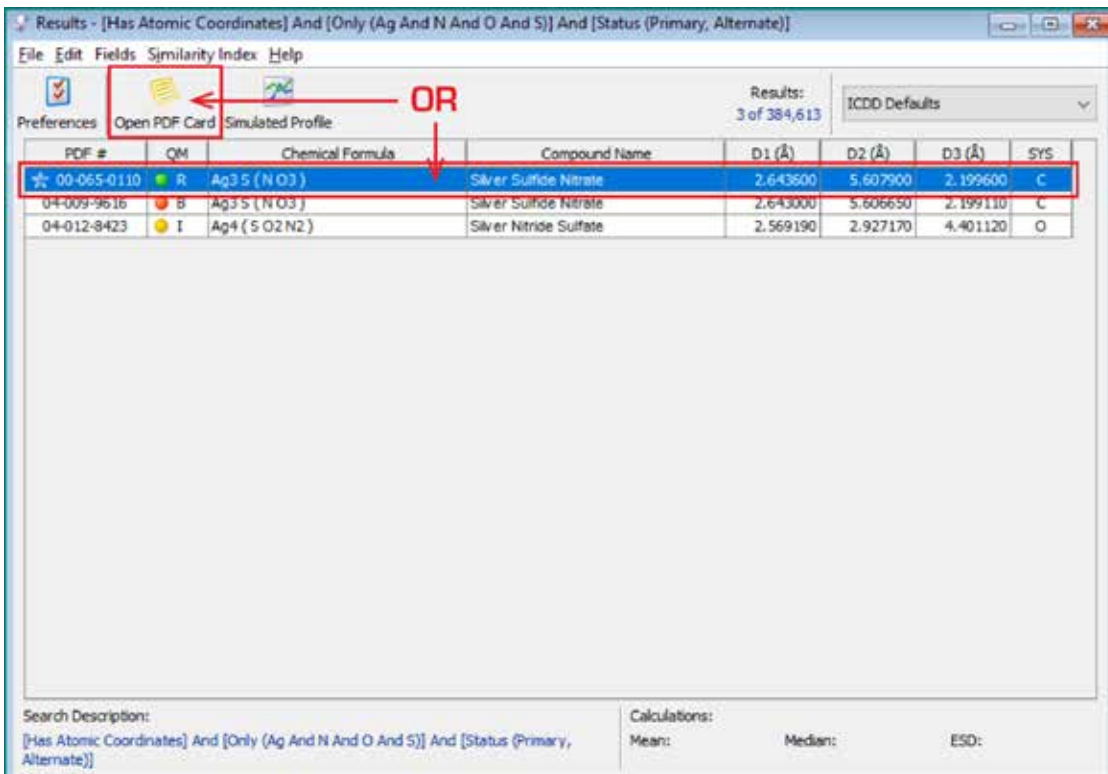 Results - [Has Atomic Coordinates] And [Only (Ag And N And O And S)] And [Status (Primary, Alternate)]
File Edit Fields Similarity Index Help
Preferences Open PDF Card Simulated Profile
OR
Results:
3 of 384,613
ICDD Defaults
PDF # QM Chemical Formula Compound Name D1 (Å) D2 (Å) D3 (Å) SYS
00-065-0110 R Ag3 S ( N O3 ) Silver Sulfide Nitrate 2.643600 5.607900 2.199600 C
04-009-9616 B Ag3 S ( N O3 ) Silver Sulfide Nitrate 2.643000 5.606650 2.199110 C
04-012-8423 I Ag4 ( S O2 N2 ) Silver Nitride Sulfate 2.569190 2.927170 4.401120 O
Search Description:
[Has Atomic Coordinates] And [Only (Ag And N And O And S)] And [Status (Primary,
Alternate)]
Calculations:
Mean: Median: ESD: